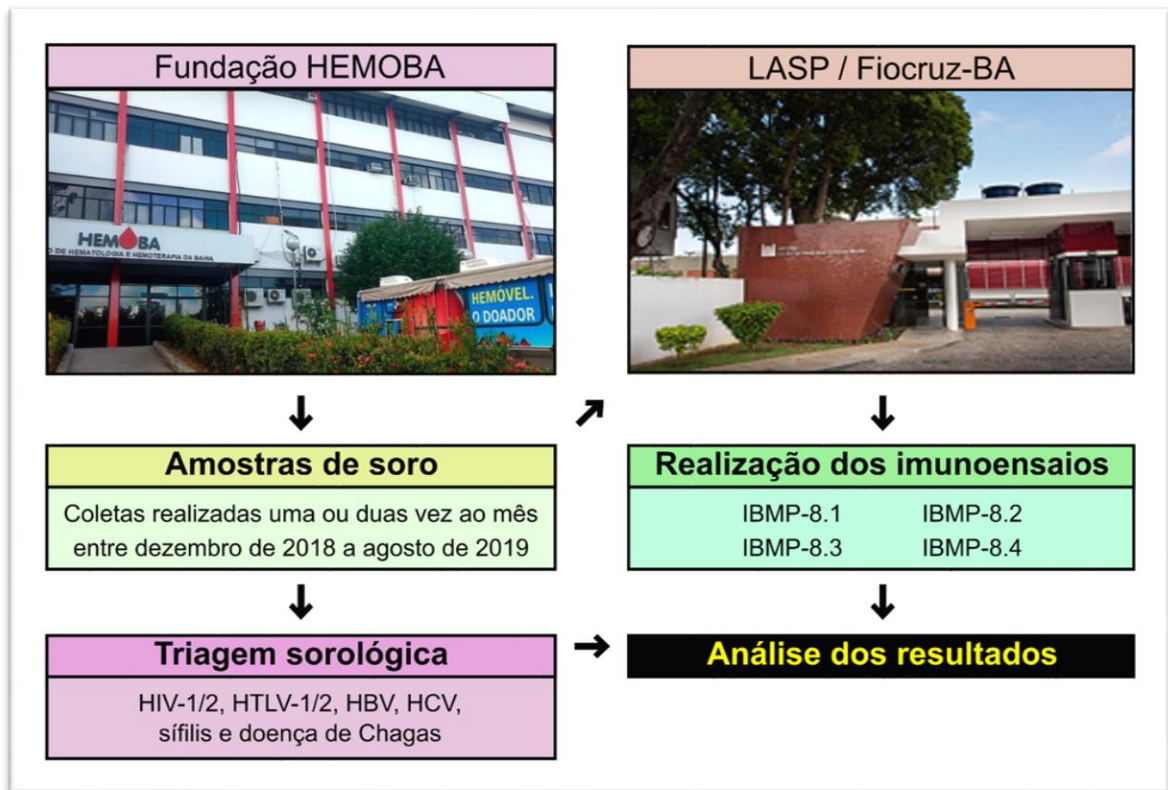 Fundação HEMOBA
HEMOBA
O DE HEMATOLOGIA E HEMOTERAPIA DA BAHIA
HEMÓVEL.
O DOADOR
Amostras de soro
Coletas realizadas uma ou duas vez ao mês
entre dezembro de 2018 a agosto de 2019
Triagem sorológica
HIV-1/2, HTLV-1/2, HBV, HCV,
sífilis e doença de Chagas
LASP / Fiocruz-BA
Realização dos imunoensaios
IBMP-8.1 IBMP-8.2
IBMP-8.3 IBMP-8.4
Análise dos resultados